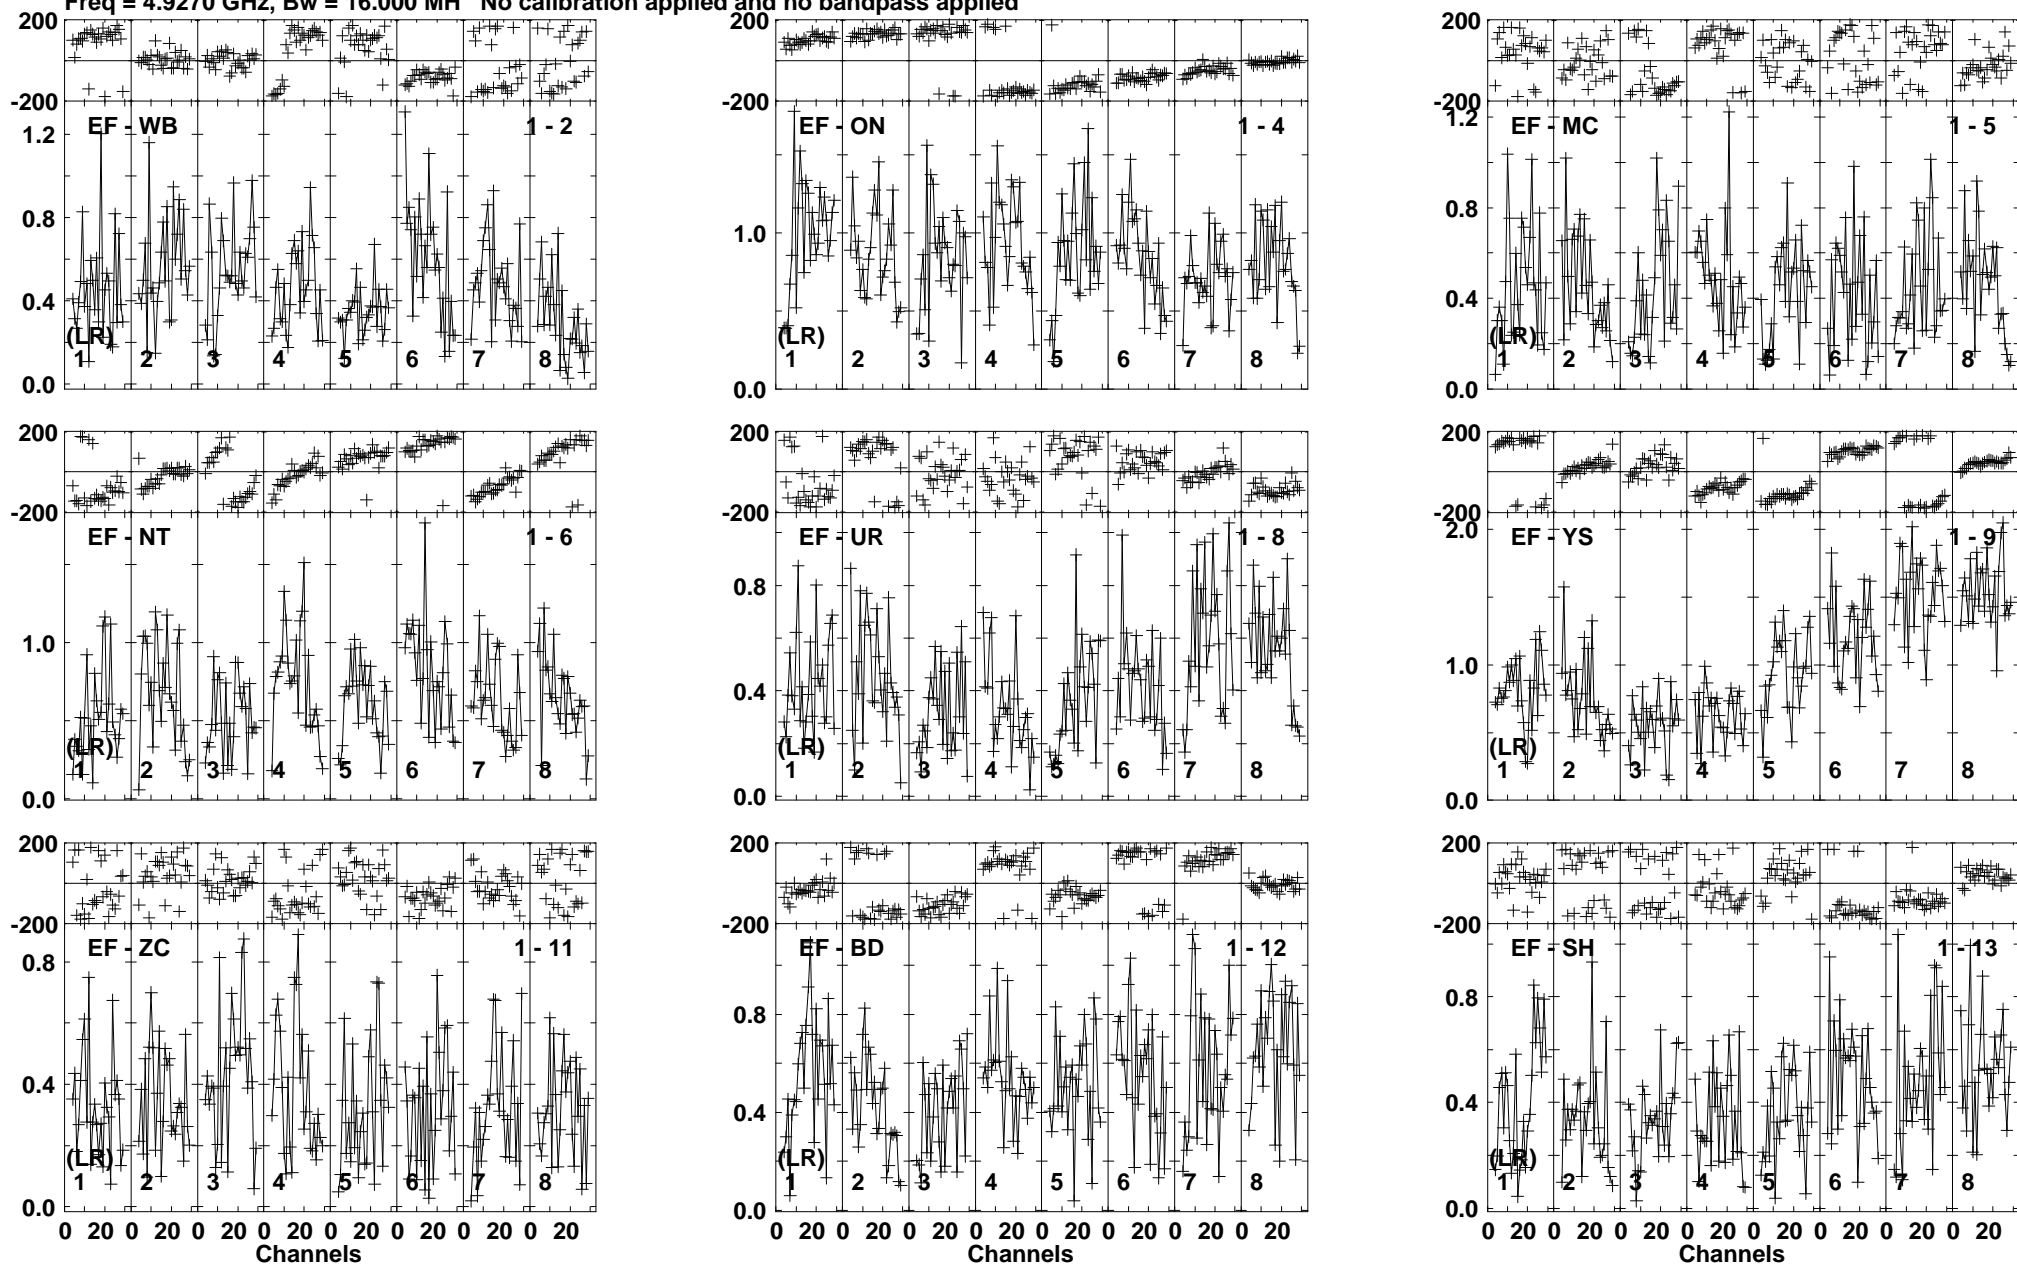 Freq = 4.9270 GHz, Bw = 16.000 MH No calibration applied and no bandpass applied
200
-200
EF - WB 1 - 2
1.2
0.8
0.4
0.0
(LR)
1 2 3 4 5 6 7 8
200
-200
EF - ON 1 - 4
1.0
0.0
(LR)
1 2 3 4 5 6 7 8
200
-200
EF - MC 1 - 5
1.2
0.8
0.4
0.0
(LR)
1 2 3 4 5 6 7 8
200
-200
EF - NT 1 - 6
1.0
0.0
(LR)
1 2 3 4 5 6 7 8
200
-200
EF - UR 1 - 8
0.8
0.4
0.0
(LR)
1 2 3 4 5 6 7 8
200
-200
EF - YS 1 - 9
2.0
1.0
0.0
(LR)
1 2 3 4 5 6 7 8
200
-200
EF - ZC 1 - 11
0.8
0.4
0.0
(LR)
1 2 3 4 5 6 7 8
0 20 0 20 0 20 0 20 0 20 0 20 0 20 0 20
Channels
200
-200
EF - BD 1 - 12
0.8
0.4
0.0
(LR)
1 2 3 4 5 6 7 8
0 20 0 20 0 20 0 20 0 20 0 20 0 20 0 20
Channels
200
-200
EF - SH 1 - 13
0.8
0.4
0.0
(LR)
1 2 3 4 5 6 7 8
0 20 0 20 0 20 0 20 0 20 0 20 0 20 0 20
Channels